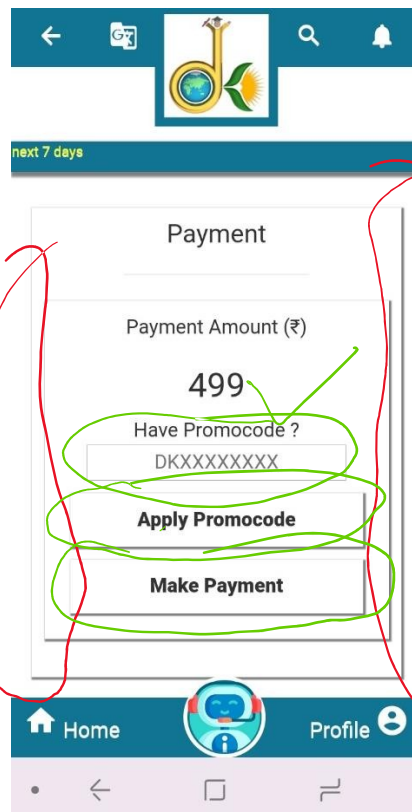 next 7 days
Payment
Payment Amount (₹)
499
Have Promocode ?
DKXXXXXXXX
Apply Promocode
Make Payment
Home
Profile